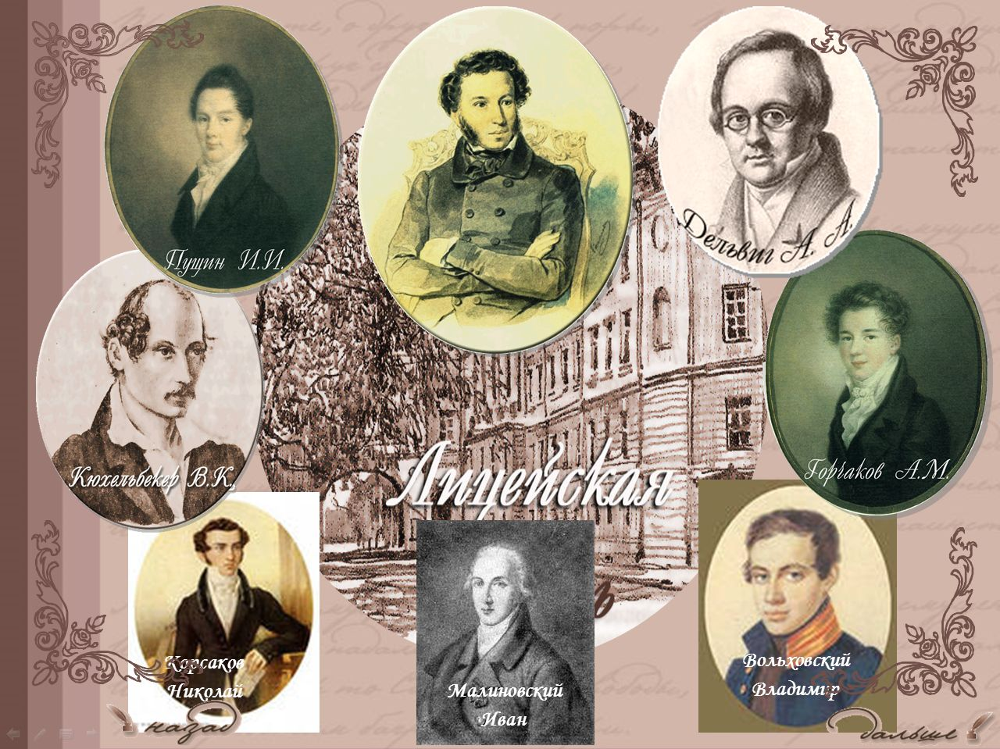 Пущин И.И.
Дельвиг А. А.
Кюхельбекер В.К.,
Горчаков А.М.
Лицейская
Корсаков
Николай
Малиновский
Иван
Вольховский
Владимир
назад
дальше